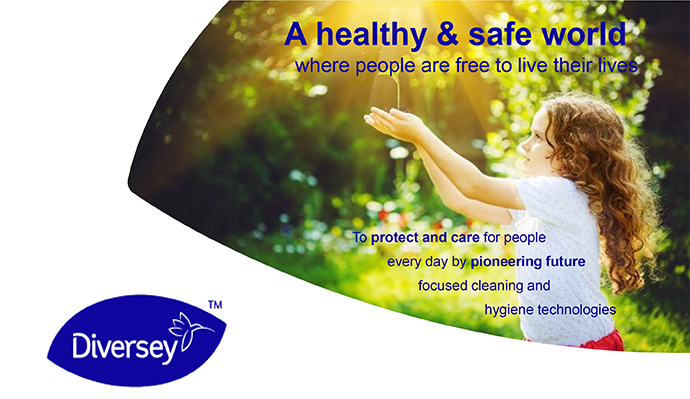 A healthy & safe world
where people are free to live their lives
To protect and care for people
every day by pioneering future
focused cleaning and
hygiene technologies
Diversey
TM